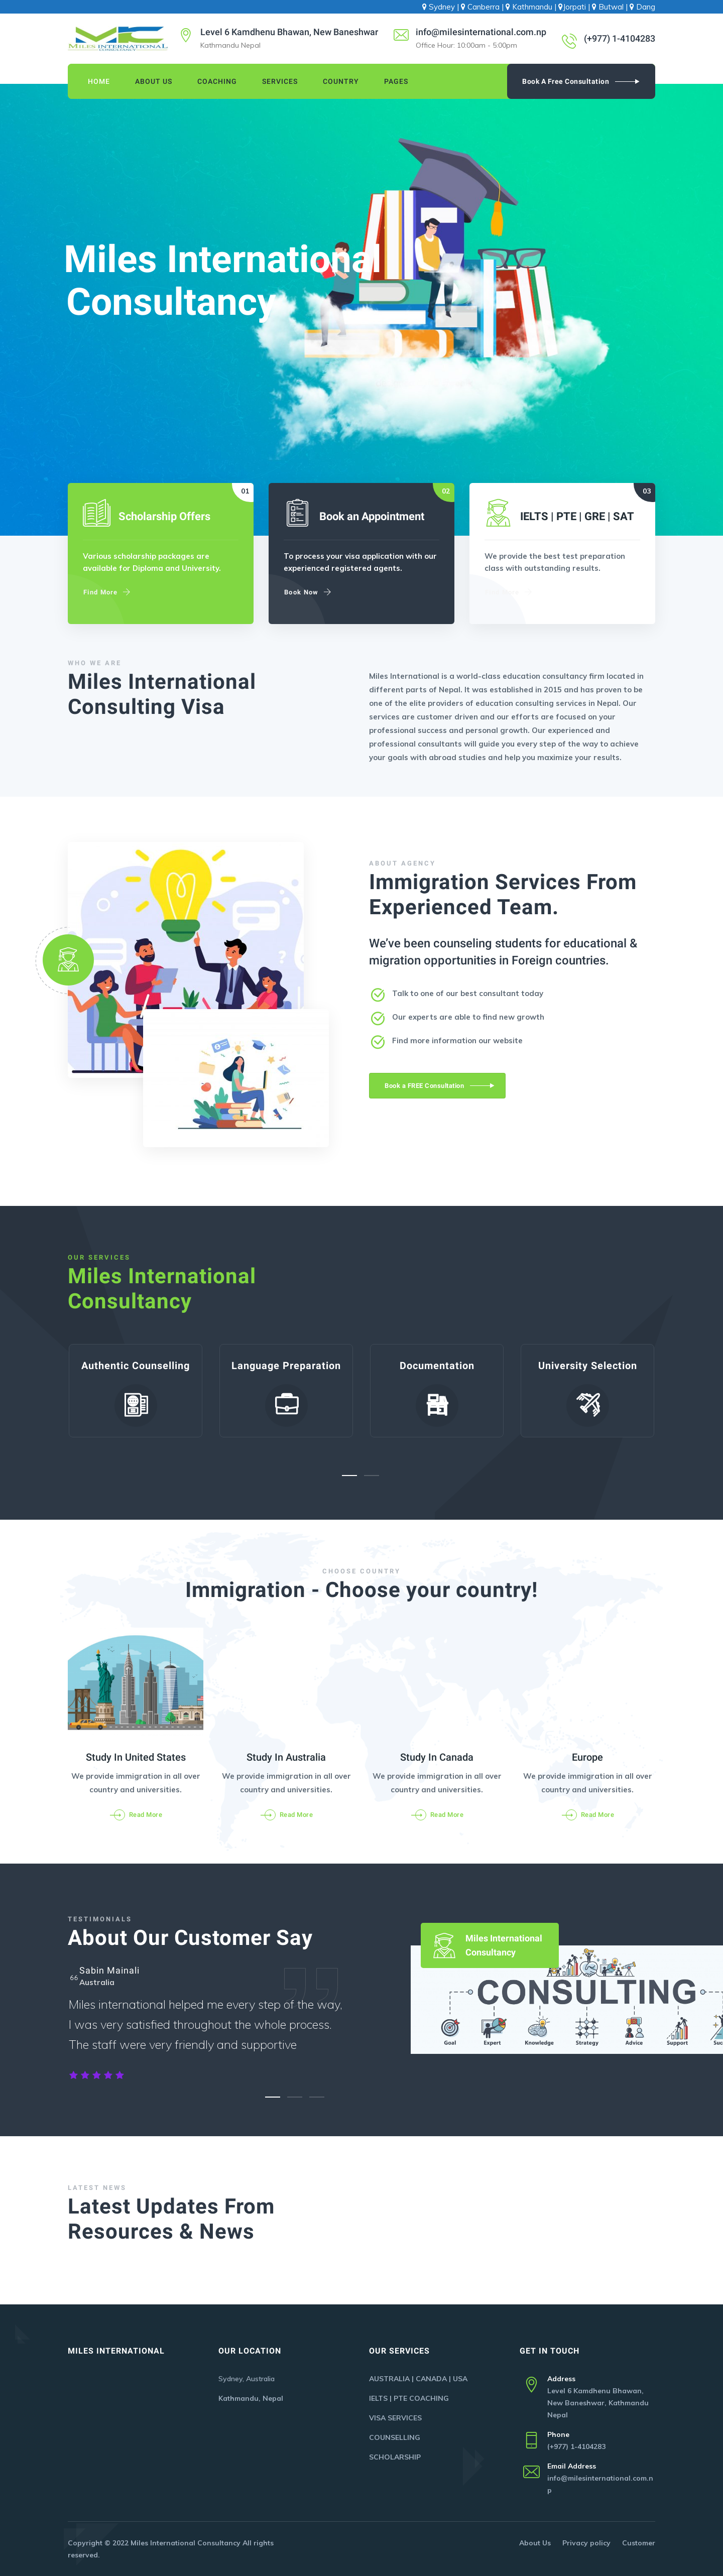 Sydney | Canberra | Kathmandu | Jorpati | Butwal | Dang
MILES INTERNATIONAL
CONSULTANCY
Level 6 Kamdhenu Bhawan, New Baneshwar
Kathmandu Nepal
info@milesinternational.com.np
Office Hour: 10:00am - 5:00pm
(+977) 1-4104283
HOME ABOUT US COACHING SERVICES COUNTRY PAGES
Book A Free Consultation
Miles International
Consultancy
01
Scholarship Offers
Various scholarship packages are
available for Diploma and University.
Find More
02
Book an Appointment
To process your visa application with our
experienced registered agents.
Book Now
03
IELTS | PTE | GRE | SAT
We provide the best test preparation
class with outstanding results.
WHO WE ARE
Miles International
Consulting Visa
Miles International is a world-class education consultancy firm located in
different parts of Nepal. It was established in 2015 and has proven to be
one of the elite providers of education consulting services in Nepal. Our
services are customer driven and our efforts are focused on your
professional success and personal growth. Our experienced and
professional consultants will guide you every step of the way to achieve
your goals with abroad studies and help you maximize your results.
ABOUT AGENCY
Immigration Services From
Experienced Team.
We've been counseling students for educational &
migration opportunities in Foreign countries.
Talk to one of our best consultant today
Our experts are able to find new growth
Find more information our website
Book a FREE Consultation
OUR SERVICES
Miles International
Consultancy
Authentic Counselling
Language Preparation
Documentation
University Selection
CHOOSE COUNTRY
Immigration - Choose your country!
Study In United States
We provide immigration in all over
country and universities.
Read More
Study In Australia
We provide immigration in all over
country and universities.
Read More
Study In Canada
We provide immigration in all over
country and universities.
Read More
Europe
We provide immigration in all over
country and universities.
Read More
TESTIMONIALS
About Our Customer Say
66
Sabin Mainali
Australia
Miles international helped me every step of the way.
I was very satisfied throughout the whole process.
The staff were very friendly and supportive
Miles International
Consultancy
CONSULTING
Goal Expert Knowledge Strategy Advice Support Suc
LATEST NEWS
Latest Updates From
Resources & News
MILES INTERNATIONAL
OUR LOCATION
Sydney, Australia
Kathmandu, Nepal
OUR SERVICES
AUSTRALIA | CANADA | USA
IELTS | PTE COACHING
VISA SERVICES
COUNSELLING
SCHOLARSHIP
GET IN TOUCH
Address
Level 6 Kamdhenu Bhawan,
New Baneshwar, Kathmandu
Nepal
Phone
(+977) 1-4104283
Email Address
info@milesinternational.com.n
p
Copyright © 2022 Miles International Consultancy All rights
reserved.
About Us Privacy policy Customer